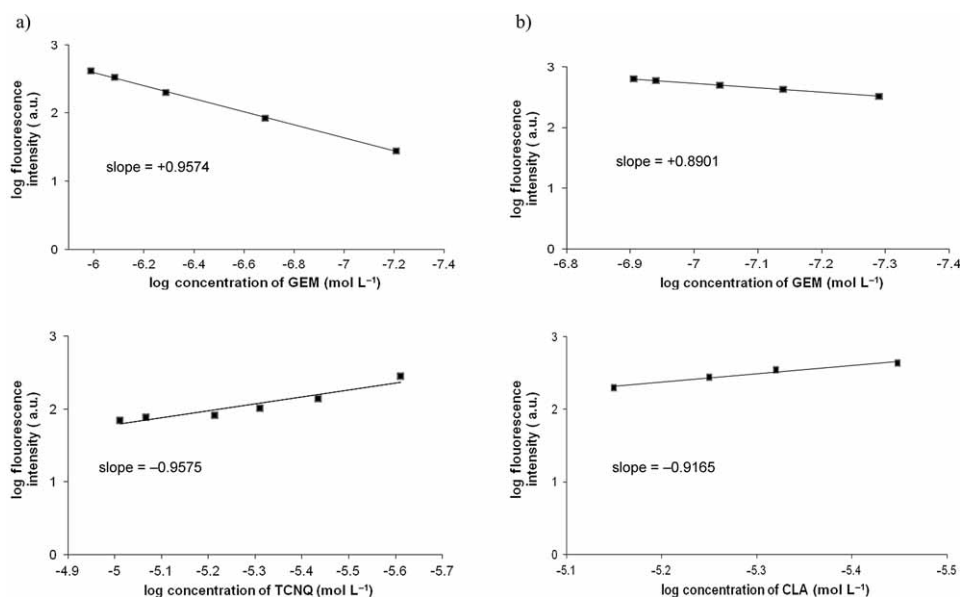 a)
3
2
1
0
log flouorescence
intensity ( a.u.)
slope = +0.9574
-6 -6.2 -6.4 -6.6 -6.8 -7 -7.2 -7.4
log concentration of GEM (mol L⁻¹)
b)
3
2
1
0
log flouorescence
intensity ( a.u.)
slope = +0.8901
-6.8 -6.9 -7 -7.1 -7.2 -7.3 -7.4
log concentration of GEM (mol L⁻¹)
3
2
1
0
log flouorescence
intensity ( a.u.)
slope = –0.9575
-4.9 -5 -5.1 -5.2 -5.3 -5.4 -5.5 -5.6 -5.7
log concentration of TCNQ (mol L⁻¹)
3
2
1
0
log flouorescence
intensity ( a.u.)
slope = –0.9165
-5.1 -5.2 -5.3 -5.4 -5.5
log concentration of CLA (mol L⁻¹)